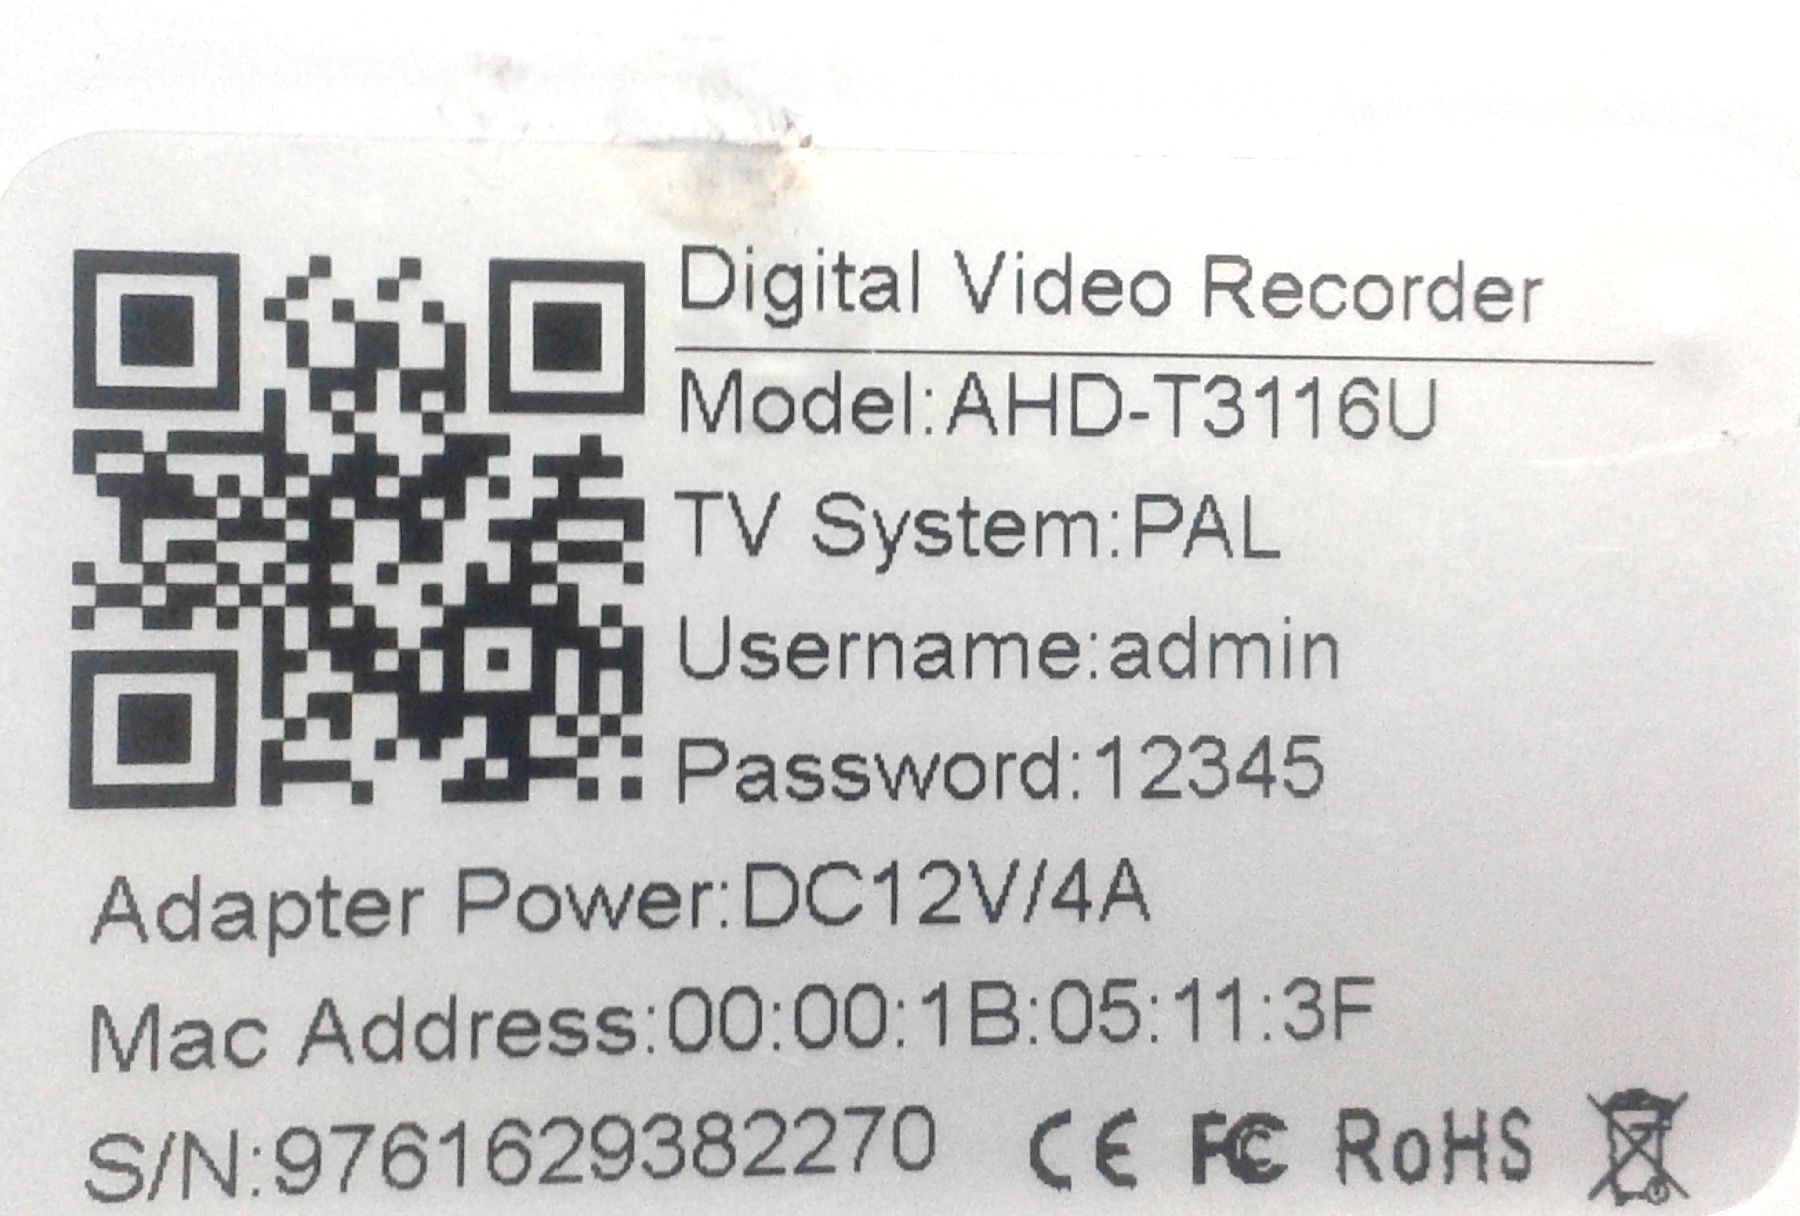 Digital Video Recorder
Model:AHD-T3116U
TV System:PAL
Username:admin
Password:12345
Adapter Power:DC12V/4A
Mac Address:00:00:1B:05:11:3F
S/N:9761629382270 CE FC RoHS